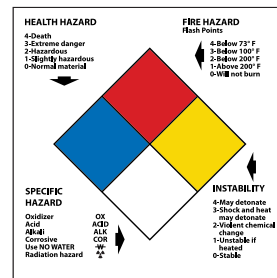 HEALTH HAZARD
4-Death
3-Extreme danger
2-Hazardous
1-Slightly hazardous
0-Normal material
FIRE HAZARD
Flash Points
4-Below 73° F
3-Below 100° F
2-Below 200° F
1-Above 200° F
0-Will not burn
SPECIFIC
HAZARD
Oxidizer OX
Acid ACID
Alkali ALK
Corrosive COR
Use NO WATER W
Radiation hazard ☢
INSTABILITY
4-May detonate
3-Shock and heat
may detonate
2-Violent chemical
change
1-Unstable if
heated
0-Stable